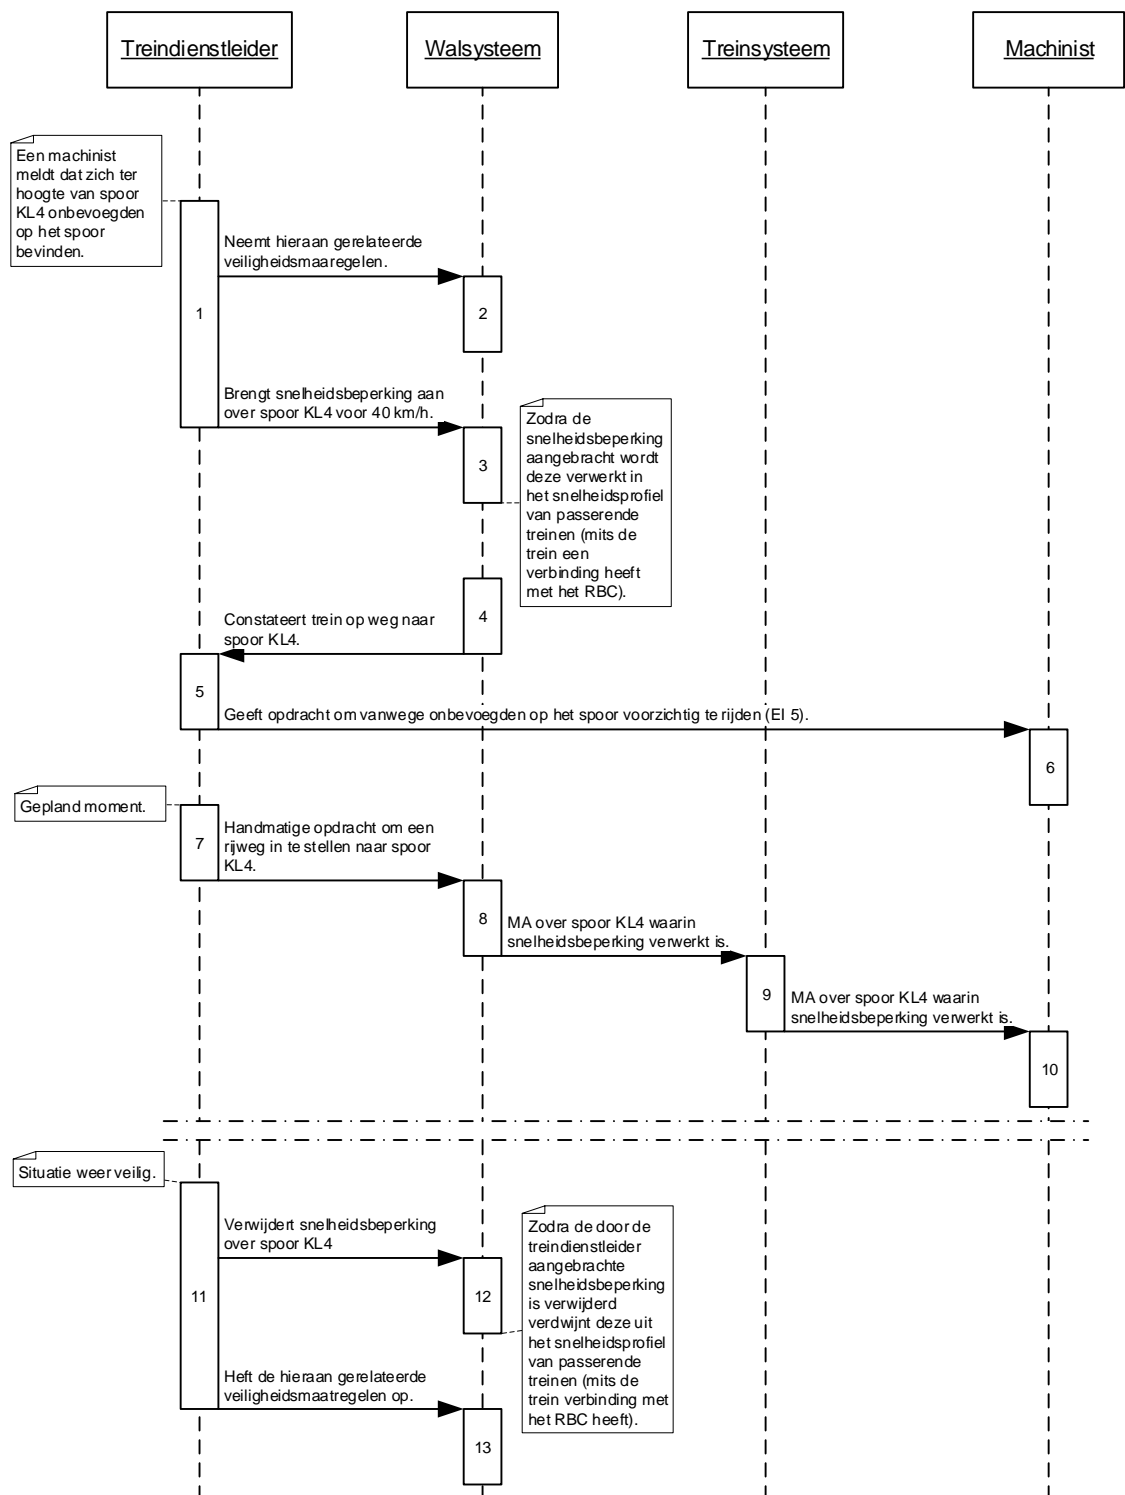 Treindienstleider
Walsysteem
Treinsysteem
Machinist
Een machinist
meldt dat zich ter
hoogte van spoor
KL4 onbevoegden
op het spoor
bevinden.
1
Neemt hieraan gerelateerde
veiligheidsmaaregelen.
2
Brengt snelheidsbeperking aan
over spoor KL4 voor 40 km/h.
3
Zodra de
snelheidsbeperking
aangebracht wordt
deze verwerkt in
het snelheidsprofiel
van passerende
treinen (mits de
trein een
verbinding heeft
met het RBC).
4
Constateert trein op weg naar
spoor KL4.
5
Geeft opdracht om vanwege onbevoegden op het spoor voorzichtig te rijden (EI 5).
6
Gepland moment.
7
Handmatige opdracht om een
rijweg in te stellen naar spoor
KL4.
8
MA over spoor KL4 waarin
snelheidsbeperking verwerkt is.
9
MA over spoor KL4 waarin
snelheidsbeperking verwerkt is.
10
Situatie weer veilig.
11
Verwijdert snelheidsbeperking
over spoor KL4
12
Zodra de door de
treindienstleider
aangebrachte
snelheidsbeperking
is verwijderd
verdwijnt deze uit
het snelheidsprofiel
van passerende
treinen (mits de
trein verbinding met
het RBC heeft).
Heft de hieraan gerelateerde
veiligheidsmaatregelen op.
13